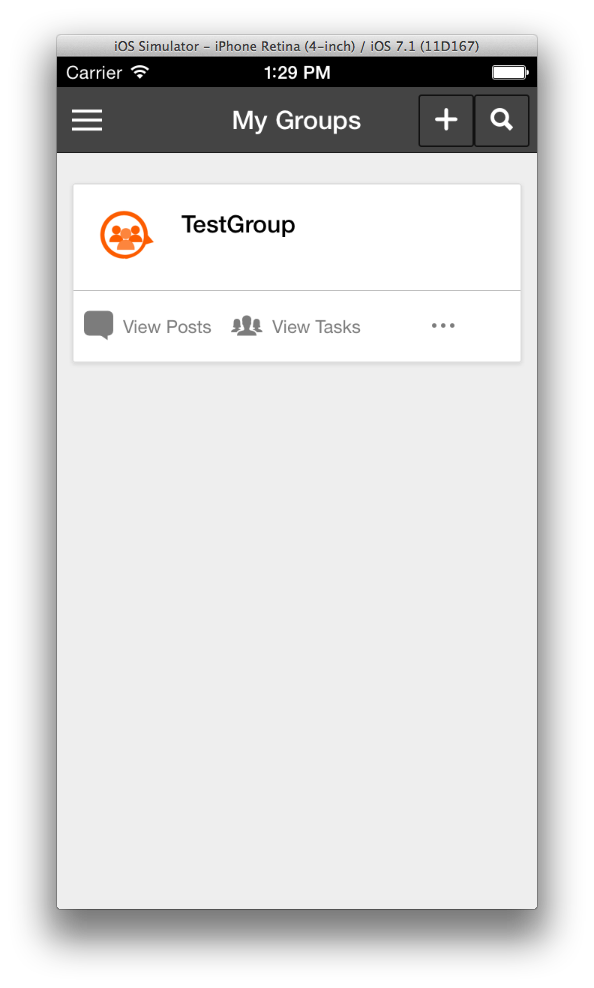 iOS Simulator – iPhone Retina (4-inch) / iOS 7.1 (11D167)
Carrier 1:29 PM
My Groups
TestGroup
View Posts View Tasks